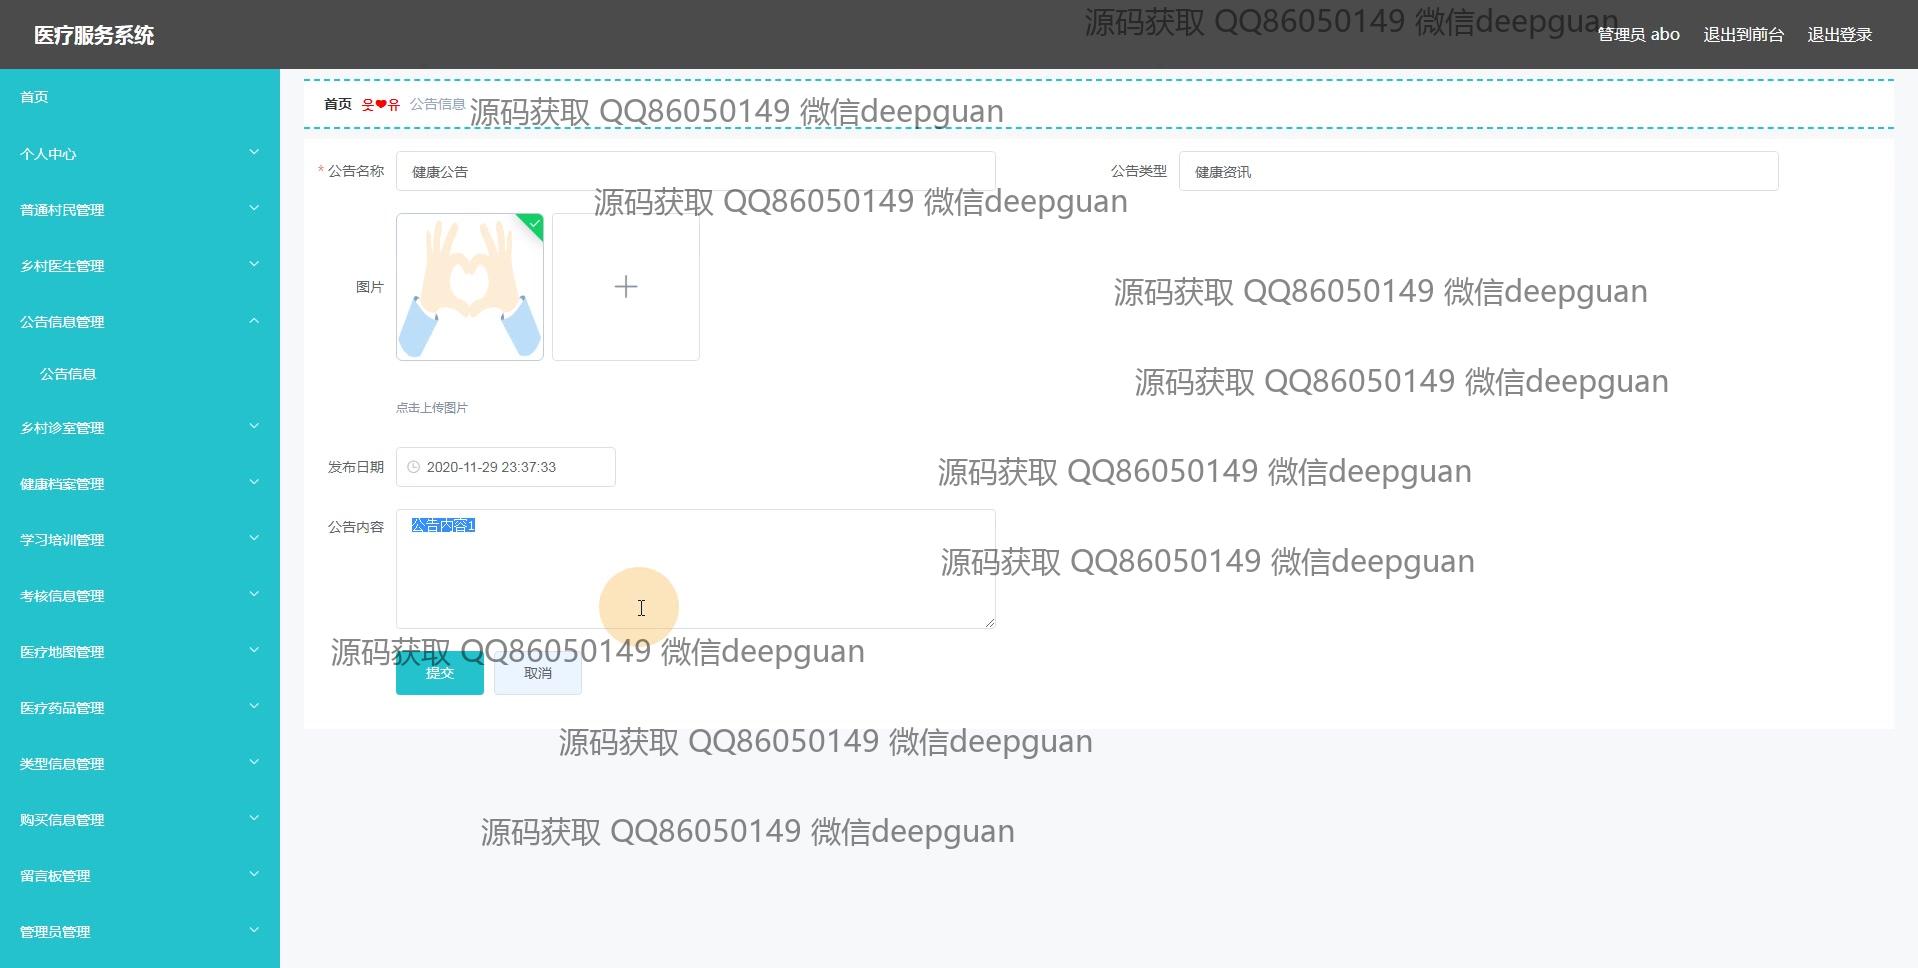 医疗服务系统
源码获取 QQ86050149 微信deepguan
管理员 abo 退出到前台 退出登录
首页
个人中心
普通村民管理
乡村医生管理
公告信息管理
公告信息
乡村诊室管理
健康档案管理
学习培训管理
考核信息管理
医疗地图管理
医疗药品管理
类型信息管理
购买信息管理
留言板管理
管理员管理
首页 웃❤유 公告信息
源码获取 QQ86050149 微信deepguan
* 公告名称 健康公告
公告类型 健康资讯
源码获取 QQ86050149 微信deepguan
图片
源码获取 QQ86050149 微信deepguan
源码获取 QQ86050149 微信deepguan
点击上传图片
发布日期 2020-11-29 23:37:33
源码获取 QQ86050149 微信deepguan
公告内容 公告内容1
源码获取 QQ86050149 微信deepguan
源码获取 QQ86050149 微信deepguan
提交 取消
源码获取 QQ86050149 微信deepguan
源码获取 QQ86050149 微信deepguan